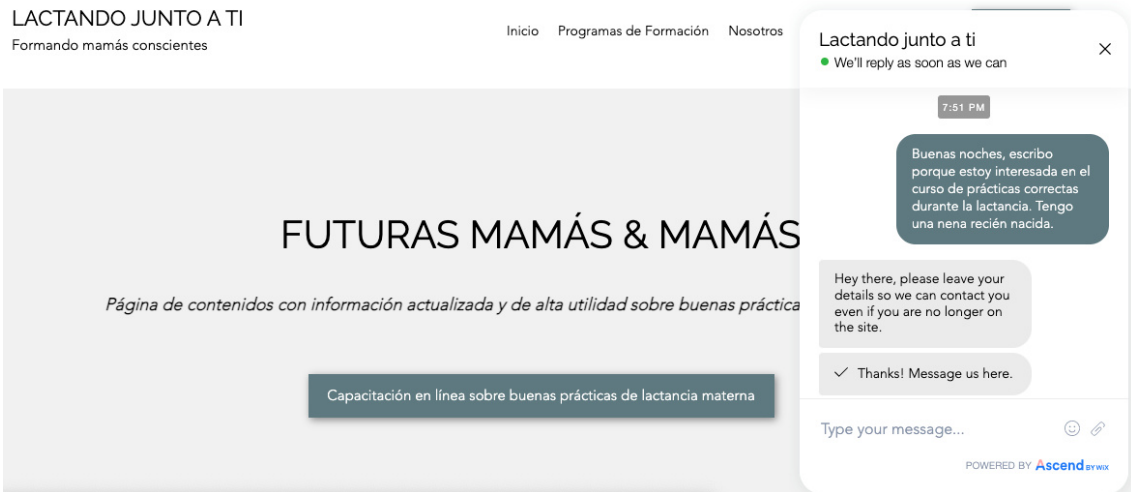 LACTANDO JUNTO A TI
Formando mamás conscientes
Inicio Programas de Formación Nosotros
FUTURAS MAMÁS & MAMÁS
Página de contenidos con información actualizada y de alta utilidad sobre buenas práctica
Capacitación en línea sobre buenas prácticas de lactancia materna
Lactando junto a ti
We'll reply as soon as we can
7:51 PM
Buenas noches, escribo
porque estoy interesada en el
curso de prácticas correctas
durante la lactancia. Tengo
una nena recién nacida.
Hey there, please leave your
details so we can contact you
even if you are no longer on
the site.
Thanks! Message us here.
Type your message...
POWERED BY Ascend BY WIX